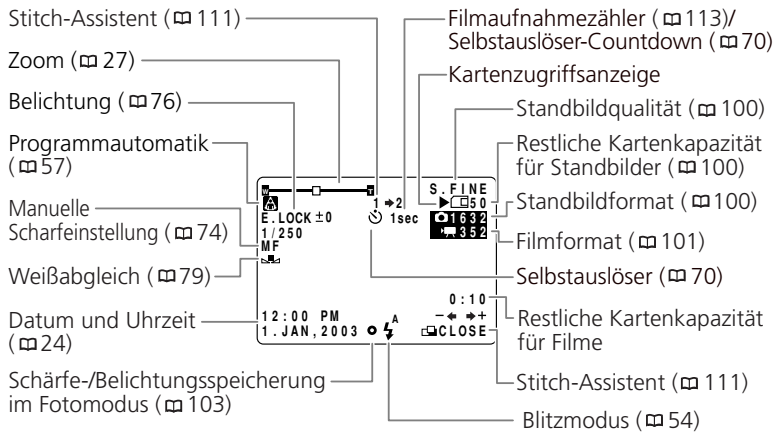 Stitch-Assistent ( 111)
Zoom ( 27)
Belichtung ( 76)
Programmautomatik
( 57)
Manuelle
Scharfeinstellung ( 74)
Weißabgleich ( 79)
Datum und Uhrzeit
( 24)
Schärfe-/Belichtungsspeicherung
im Fotomodus ( 103)
W T
1 ➜ 2
E.LOCK ±0
1sec
1/250
MF
12:00 PM
1.JAN,2003
A
S.FINE
50
1632
352
0:10
– +
CLOSE
Filmaufnahmezähler ( 113)/
Selbstauslöser-Countdown ( 70)
Kartenzugriffsanzeige
Standbildqualität ( 100)
Restliche Kartenkapazität
für Standbilder ( 100)
Standbildformat ( 100)
Filmformat ( 101)
Selbstauslöser ( 70)
Restliche Kartenkapazität
für Filme
Stitch-Assistent ( 111)
Blitzmodus ( 54)